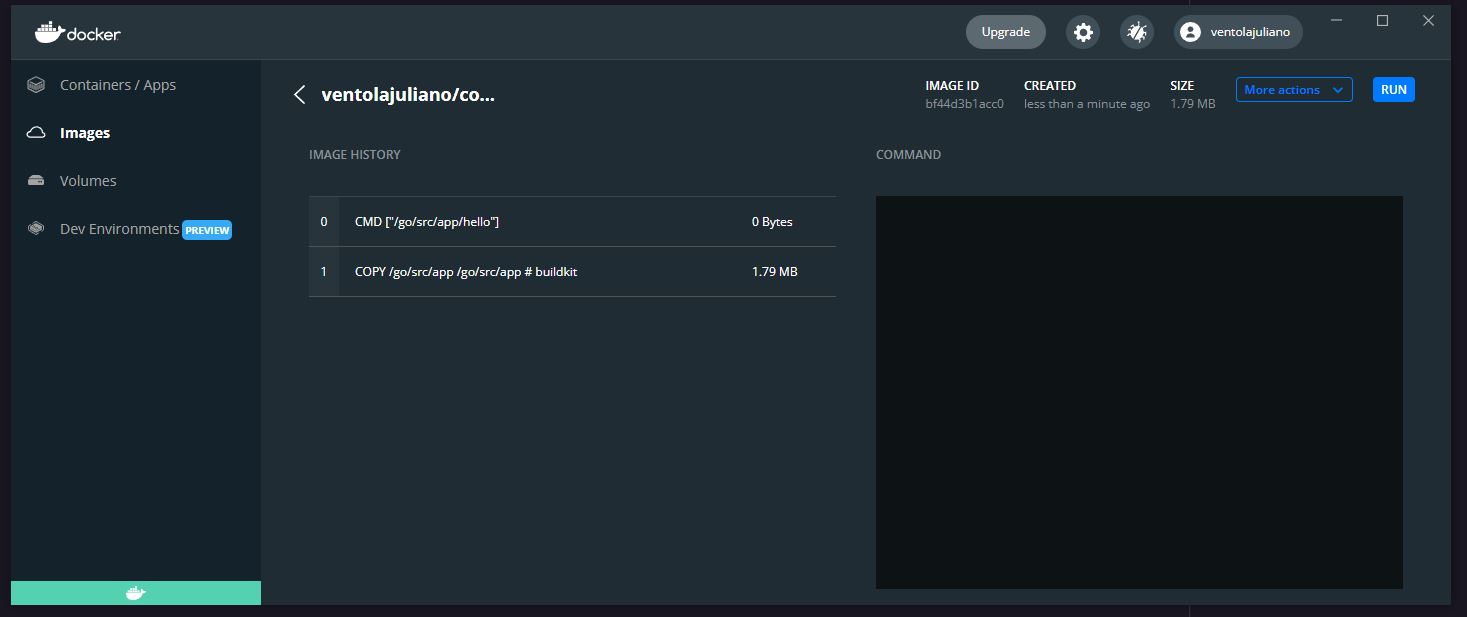 docker
Upgrade
ventolajuliano
Containers / Apps
Images
Volumes
Dev Environments PREVIEW
ventolajuliano/co...
IMAGE ID
bf44d3b1acc0
CREATED
less than a minute ago
SIZE
1.79 MB
More actions
RUN
IMAGE HISTORY
COMMAND
0 CMD ["/go/src/app/hello"] 0 Bytes
1 COPY /go/src/app /go/src/app # buildkit 1.79 MB